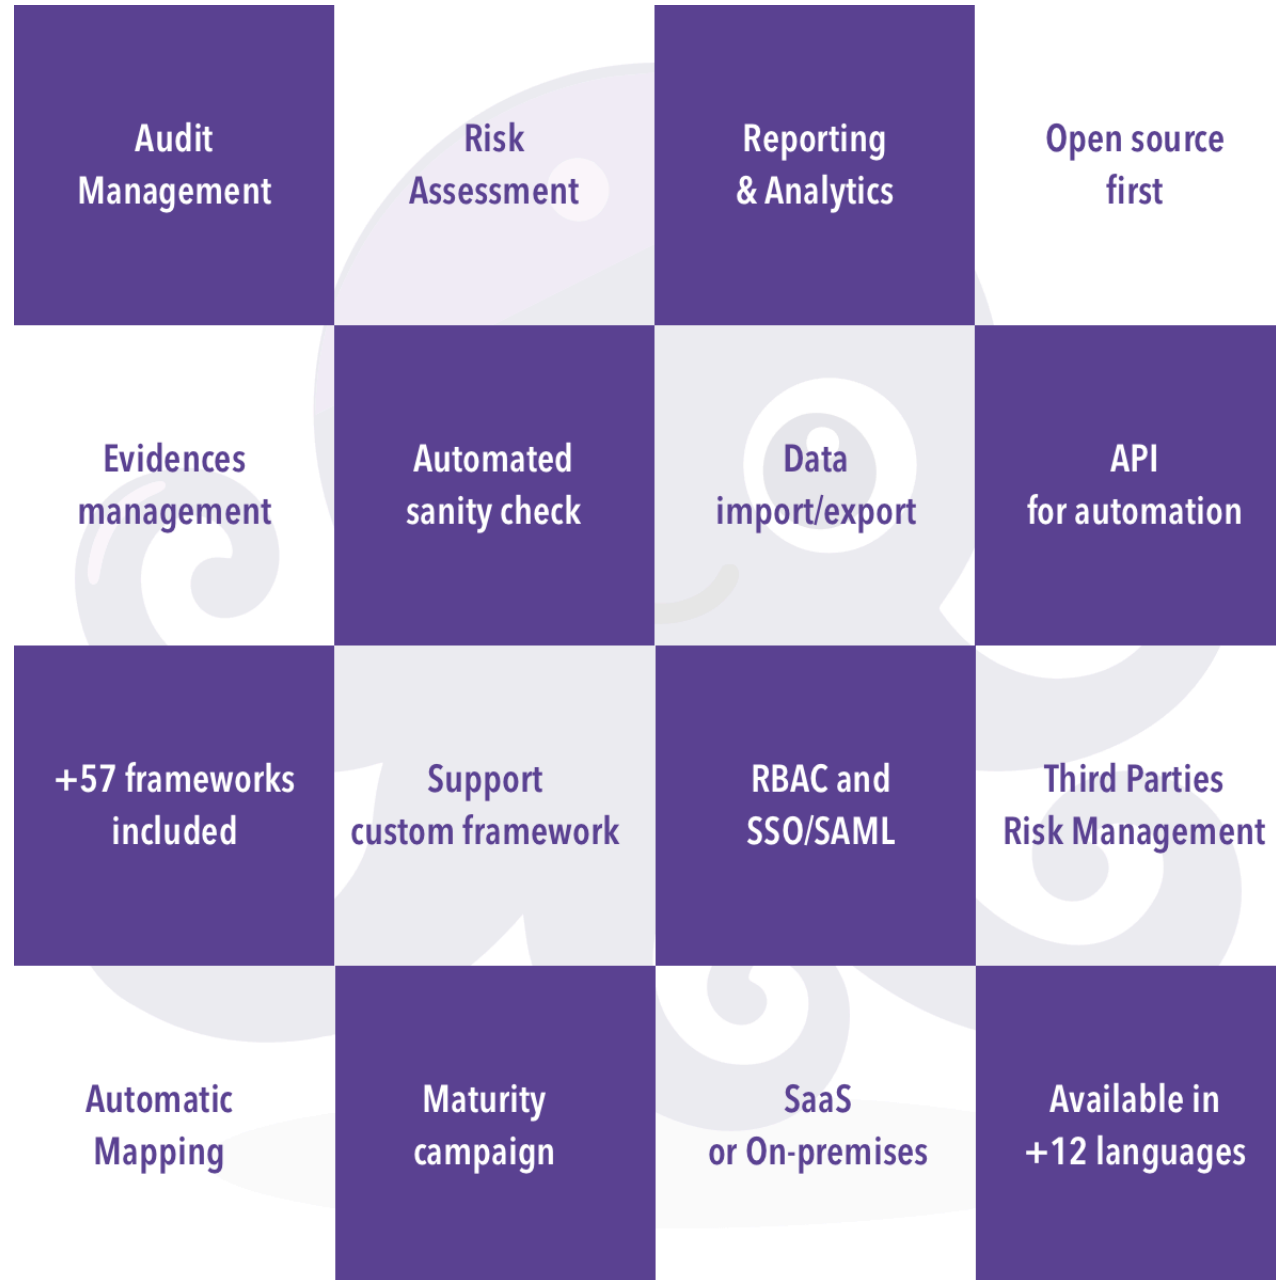 Audit
Management
Risk
Assessment
Reporting
& Analytics
Open source
first
Evidences
management
Automated
sanity check
Data
import/export
API
for automation
+57 frameworks
included
Support
custom framework
RBAC and
SSO/SAML
Third Parties
Risk Management
Automatic
Mapping
Maturity
campaign
SaaS
or On-premises
Available in
+12 languages